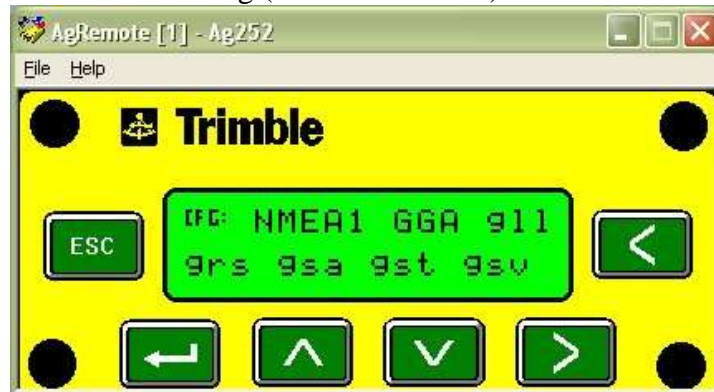 AgRemote [1] - Ag252
File Help
Trimble
ESC
CFG: NMEA1 GGA gll
grs gsa gst gsv